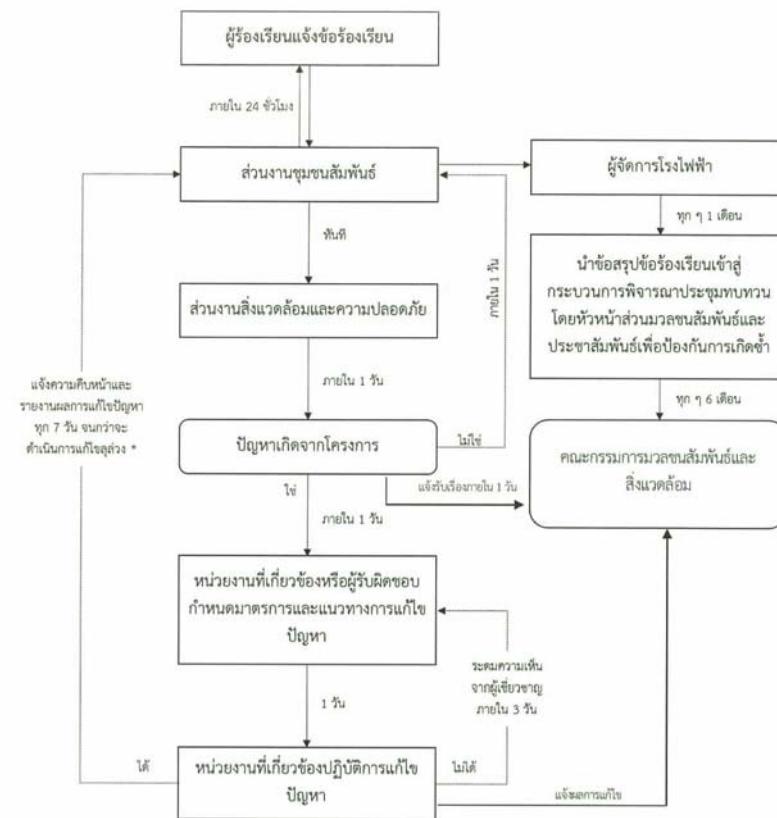 ผู้ร้องเรียนแจ้งข้อร้องเรียน
ภายใน 24 ชั่วโมง
ส่วนงานชุมชนสัมพันธ์
ผู้จัดการโรงไฟฟ้า
ทันที
ภายใน 1 วัน
ทุก ๆ 1 เดือน
นำข้อสรุปข้อร้องเรียนเข้าสู่
กระบวนการพิจารณาประชุมทบทวน
โดยหัวหน้าส่วนมวลชนสัมพันธ์และ
ประชาสัมพันธ์เพื่อป้องกันการเกิดซ้ำ
ส่วนงานสิ่งแวดล้อมและความปลอดภัย
แจ้งความคืบหน้าและ
รายงานผลการแก้ไขปัญหา
ทุก 7 วัน จนกว่าจะ
ดำเนินการแก้ไขลุล่วง *
ภายใน 1 วัน
ทุก ๆ 6 เดือน
ปัญหาเกิดจากโครงการ
ไม่ใช่
คณะกรรมการมวลชนสัมพันธ์และ
สิ่งแวดล้อม
ใช่
แจ้งรับเรื่องภายใน 1 วัน
ภายใน 1 วัน
หน่วยงานที่เกี่ยวข้องหรือผู้รับผิดชอบ
กำหนดมาตรการและแนวทางการแก้ไข
ปัญหา
ระดมความเห็น
จากผู้เชี่ยวชาญ
ภายใน 3 วัน
1 วัน
ได้
หน่วยงานที่เกี่ยวข้องปฏิบัติการแก้ไข
ปัญหา
ไม่ได้
แจ้งผลการแก้ไข